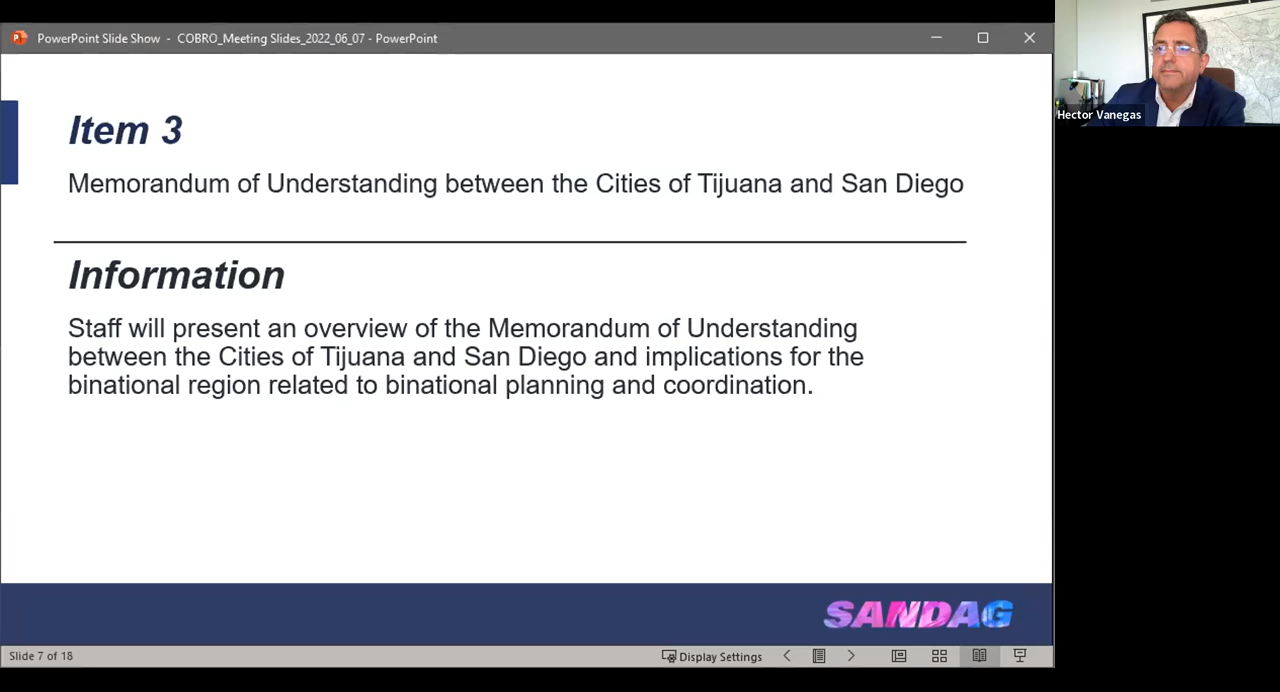 PowerPoint Slide Show - COBRO_Meeting Slides_2022_06_07 - PowerPoint
Hector Vanegas
Item 3
Memorandum of Understanding between the Cities of Tijuana and San Diego
Information
Staff will present an overview of the Memorandum of Understanding
between the Cities of Tijuana and San Diego and implications for the
binational region related to binational planning and coordination.
SANDAG
Slide 7 of 18
Display Settings